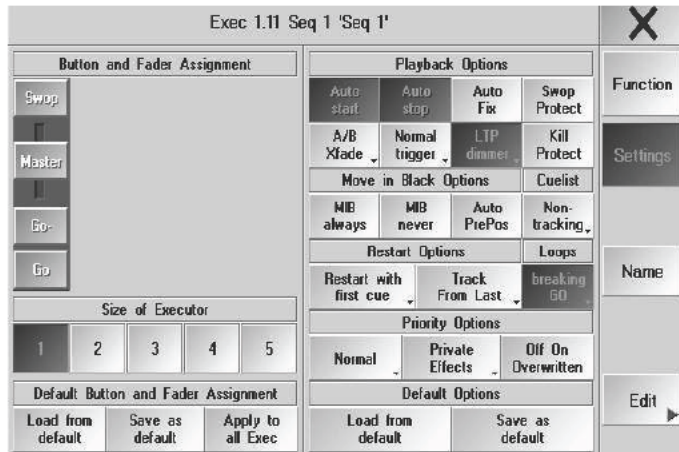 Exec 1.11 Seq 1 'Seq 1'
X
Button and Fader Assignment
Swop
Master
Go-
Go
Size of Executor
1 2 3 4 5
Default Button and Fader Assignment
Load from default
Save as default
Apply to all Exec
Playback Options
Auto start
Auto stop
Auto Fix
Swop Protect
A/B Xfade
Normal trigger
LTP dimmer
Kill Protect
Move in Black Options
Cuelist
MIB always
MIB never
Auto PrePos
Non-tracking
Restart Options
Loops
Restart with first cue
Track From Last
breaking GO
Priority Options
Normal
Private Effects
Off On Overwritten
Default Options
Load from default
Save as default
Function
Settings
Name
Edit